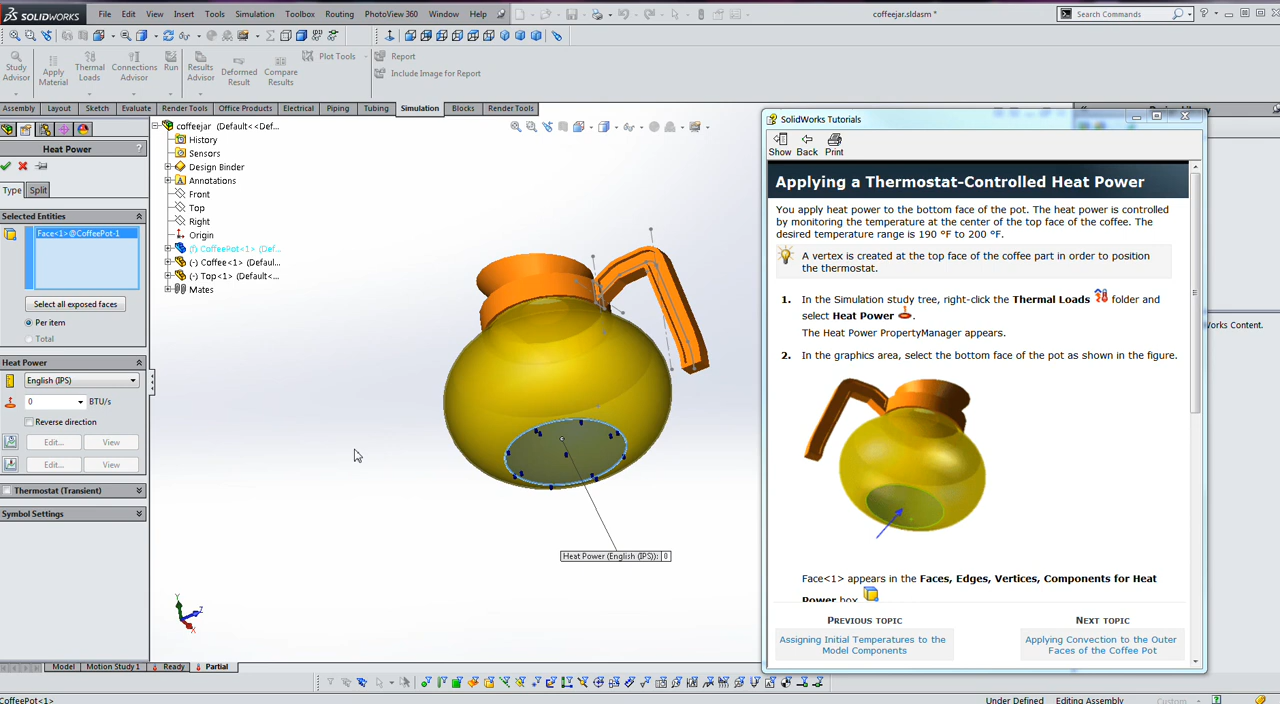 SOLIDWORKS
File Edit View Insert Tools Simulation Toolbox Routing PhotoView 360 Window Help
coffeejar.sldasm *
Search Commands
Study Advisor
Apply Material
Thermal Loads
Connections Advisor
Run
Results Advisor
Deformed Result
Compare Results
Plot Tools
Report
Include Image for Report
Assembly Layout Sketch Evaluate Render Tools Office Products Electrical Piping Tubing Simulation Blocks Render Tools
Heat Power ?
Type Split
Selected Entities
Face<1>@CoffeePot-1
Select all exposed faces
Per item
Total
Heat Power
English (IPS)
0 BTU/s
Reverse direction
Edit... View
Edit... View
Thermostat (Transient)
Symbol Settings
coffeejar (Default<<Def...
History
Sensors
Design Binder
Annotations
Front
Top
Right
Origin
(f) CoffeePot<1> (Def...
(-) Coffee<1> (Defaul...
(-) Top<1> (Default<...
Mates
Heat Power (English (IPS)): 0
Y
Z
X
SolidWorks Tutorials
Show Back Print
Applying a Thermostat-Controlled Heat Power
You apply heat power to the bottom face of the pot. The heat power is controlled
by monitoring the temperature at the center of the top face of the coffee. The
desired temperature range is 190 °F to 200 °F.
A vertex is created at the top face of the coffee part in order to position
the thermostat.
1. In the Simulation study tree, right-click the Thermal Loads folder and
select Heat Power .
The Heat Power PropertyManager appears.
2. In the graphics area, select the bottom face of the pot as shown in the figure.
Face<1> appears in the Faces, Edges, Vertices, Components for Heat
Power box
PREVIOUS TOPIC
Assigning Initial Temperatures to the
Model Components
NEXT TOPIC
Applying Convection to the Outer
Faces of the Coffee Pot
Works Content.
Model Motion Study 1 Ready Partial
CoffeePot<1>
Under Defined Editing Assembly Custom